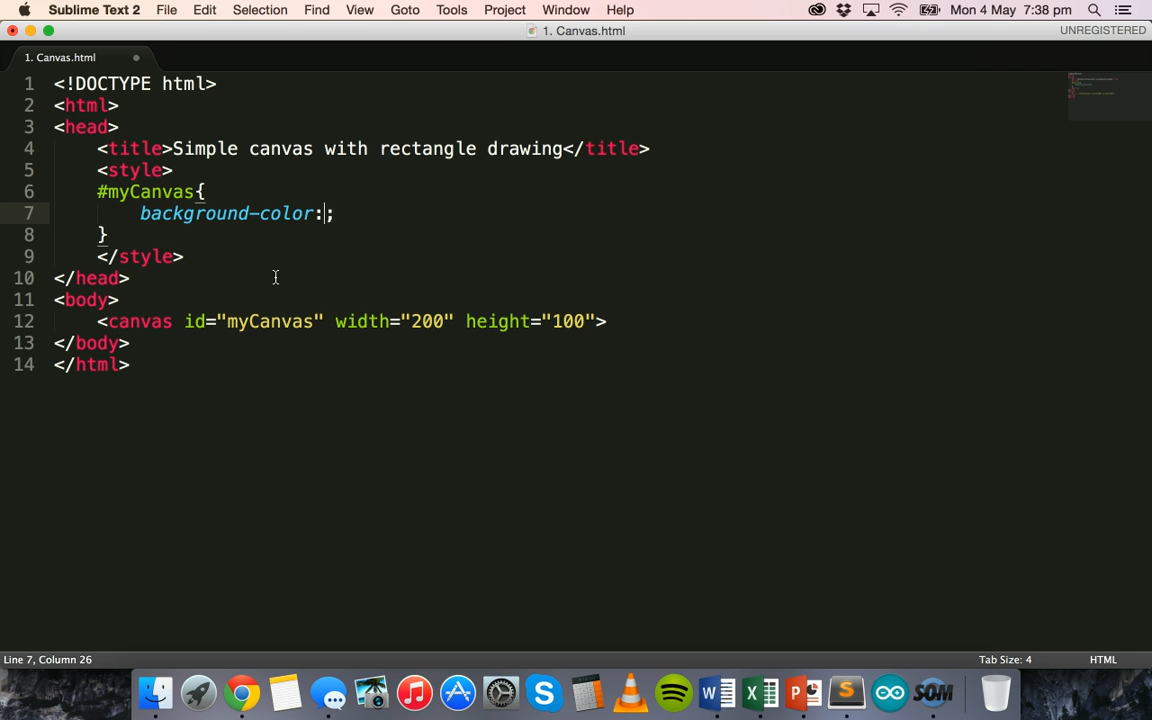 Sublime Text 2 File Edit Selection Find View Goto Tools Project Window Help Mon 4 May 7:38 pm
1. Canvas.html UNREGISTERED
1. Canvas.html
1 <!DOCTYPE html>
2 <html>
3 <head>
4 <title>Simple canvas with rectangle drawing</title>
5 <style>
6 #myCanvas{
7 background-color:;
8 }
9 </style>
10 </head>
11 <body>
12 <canvas id="myCanvas" width="200" height="100">
13 </body>
14 </html>
Line 7, Column 26 Tab Size: 4 HTML
SOM